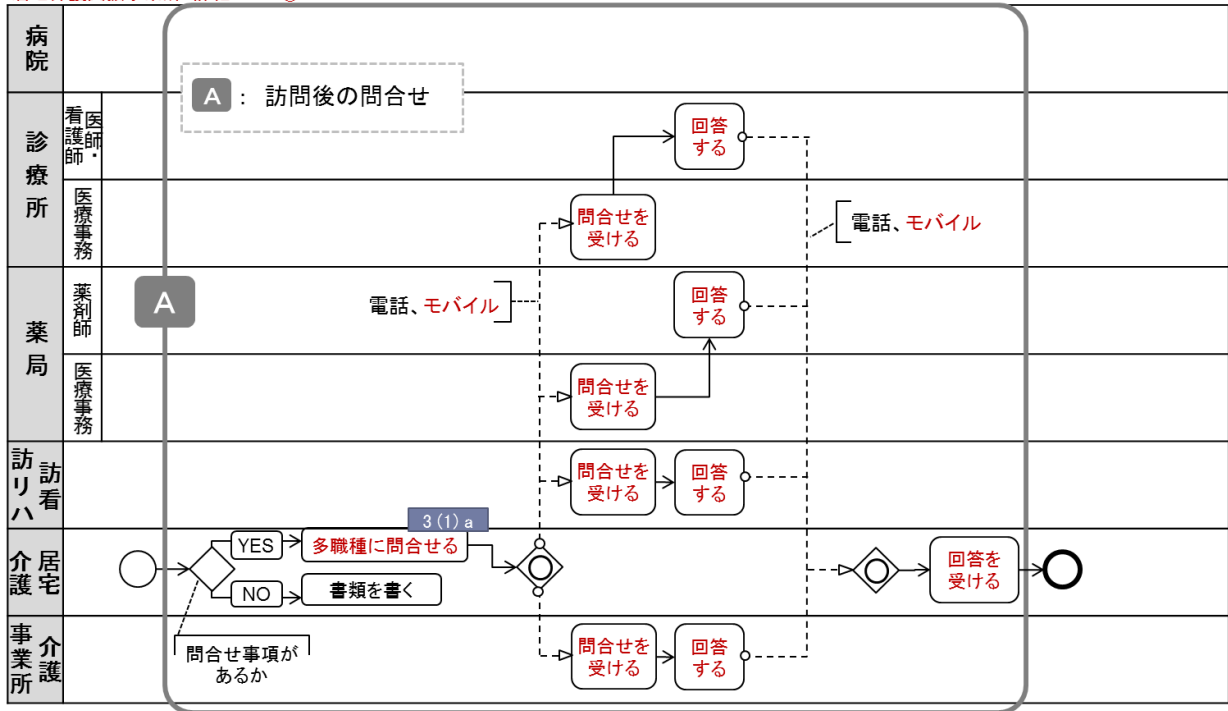 病院
A ： 訪問後の問合せ
診療所
医師・
看護師
回答
する
医療事務
問合せを
受ける
電話、モバイル
薬局
薬剤師
A
電話、モバイル
回答
する
医療事務
問合せを
受ける
訪看
訪リハ
問合せを
受ける
回答
する
居宅
介護
YES
3 (1) a
多職種に問合せる
NO
書類を書く
回答を
受ける
問合せ事項が
あるか
介護
事業所
問合せを
受ける
回答
する